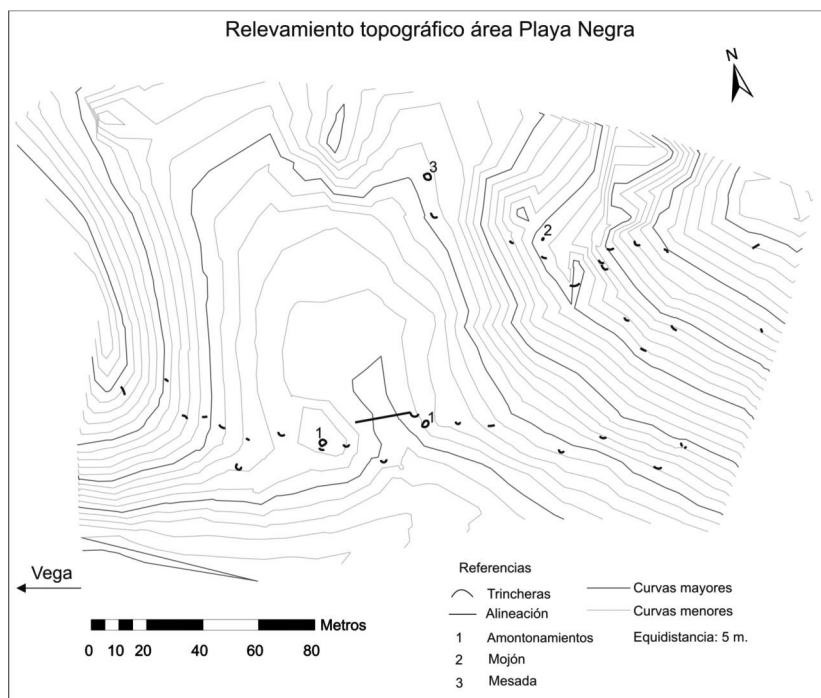 Relevamiento topográfico área Playa Negra
N
3
2
1
1
Vega
Metros
0 10 20 40 60 80
Referencias
Trincheras
Alineación
1 Amontonamientos
2 Mojón
3 Mesada
Curvas mayores
Curvas menores
Equidistancia: 5 m.